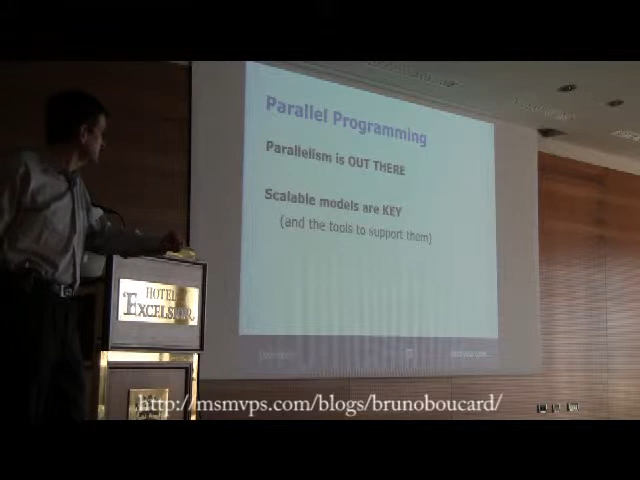 Parallel Programming
Parallelism is OUT THERE
Scalable models are KEY
(and the tools to support them)
HOTEL
EXCELSIOR
http://msmvps.com/blogs/brunoboucard/